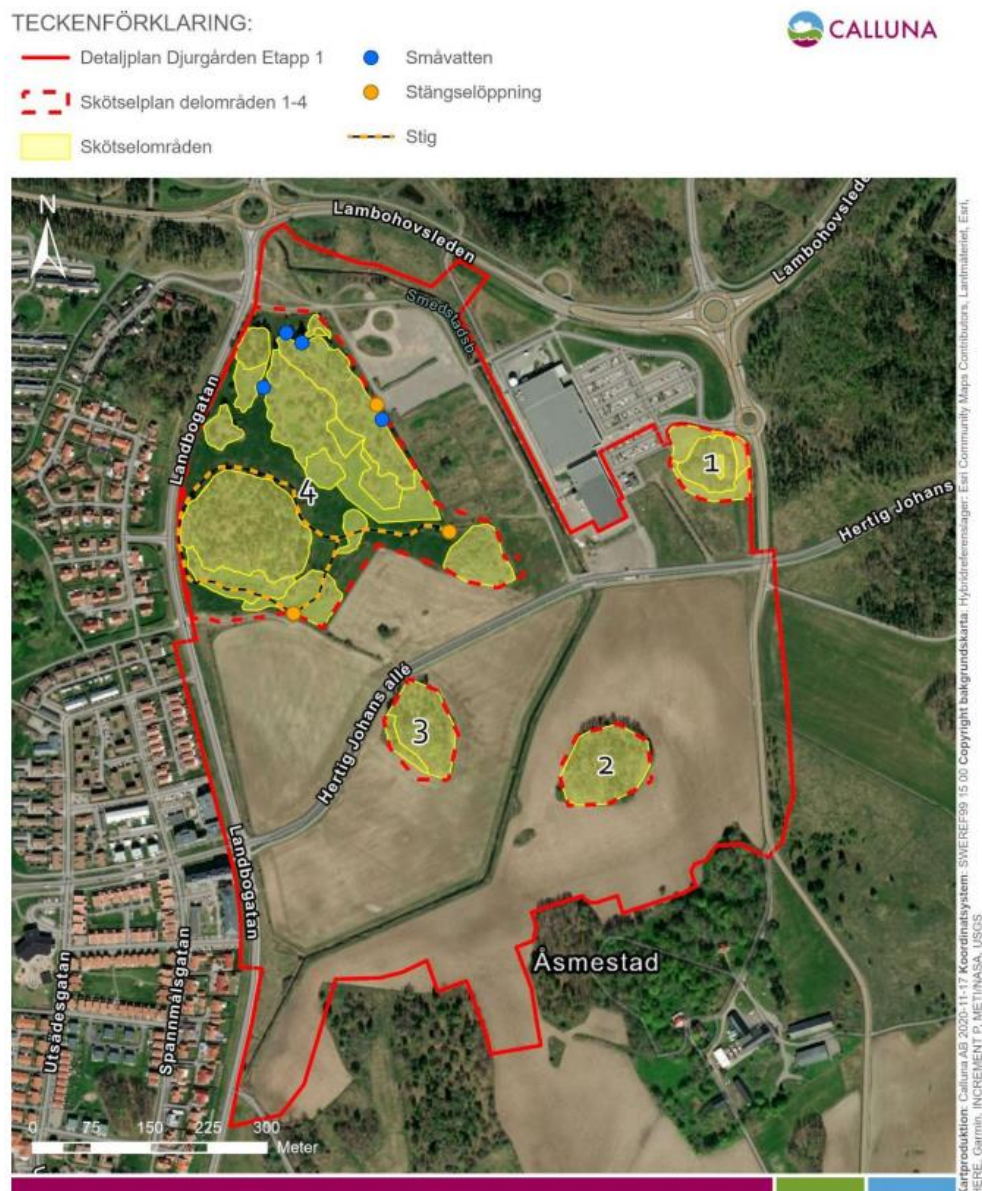 TECKENFÖRKLARING:
Detaljplan Djurgården Etapp 1
Skötselplan delområden 1-4
Skötselområden
Småvatten
Stängselöppning
Stig
CALLUNA
N
Lambohovsleden
Lambohovsleden
Smedstadsb.
Landbogatan
1
4
Hertig Johans
Hertig Johans allé
3
2
Landbogatan
Åsmestad
Utsädesgatan
Spannmålsgatan
0 75 150 225 300
Meter
Kartproduktion: Calluna AB 2020-11-17 Koordinatsystem: SWEREF99 15 00 Copyright bakgrundskarta: Hybridreferenslager: Esri Community Maps Contributors, Lantmäteriet, Esri,
HERE, Garmin, INCREMENT P, METI/NASA, USGS